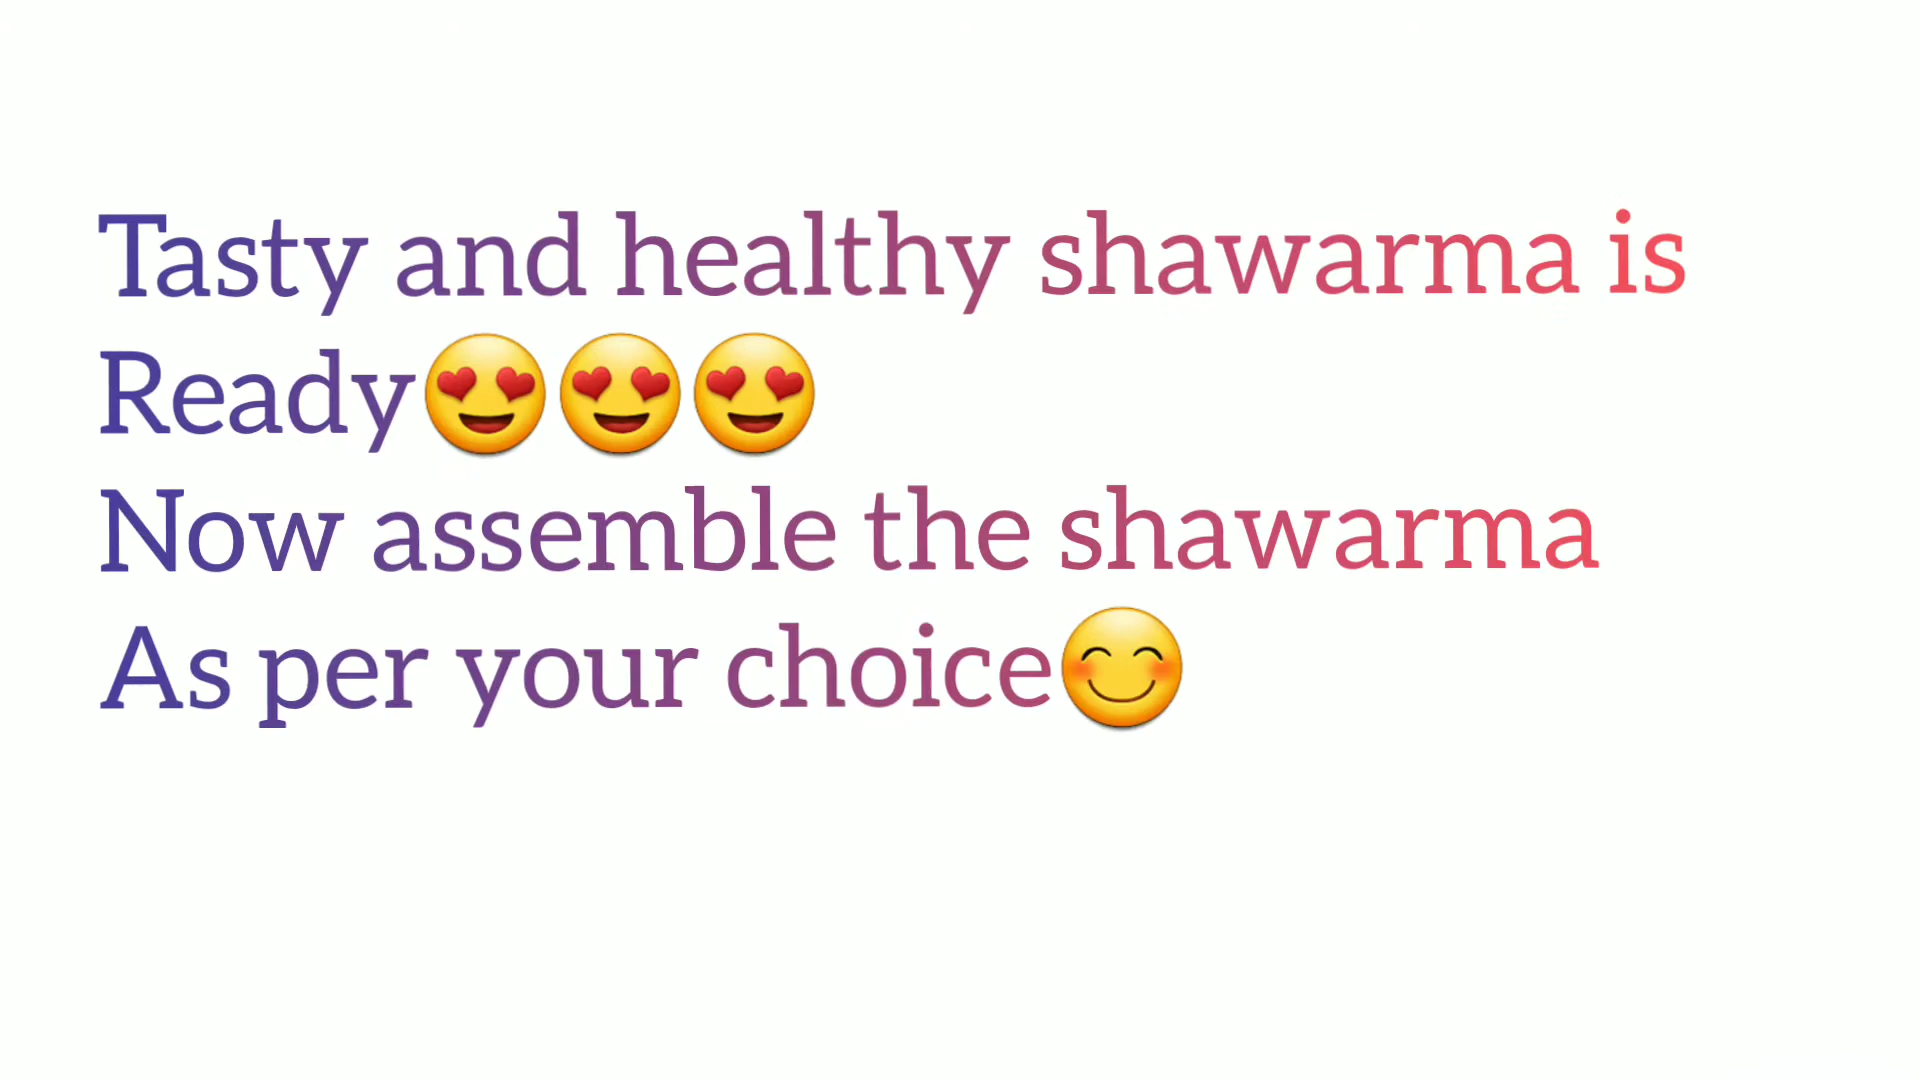 Tasty and healthy shawarma is
Ready😍😍😍
Now assemble the shawarma
As per your choice😊